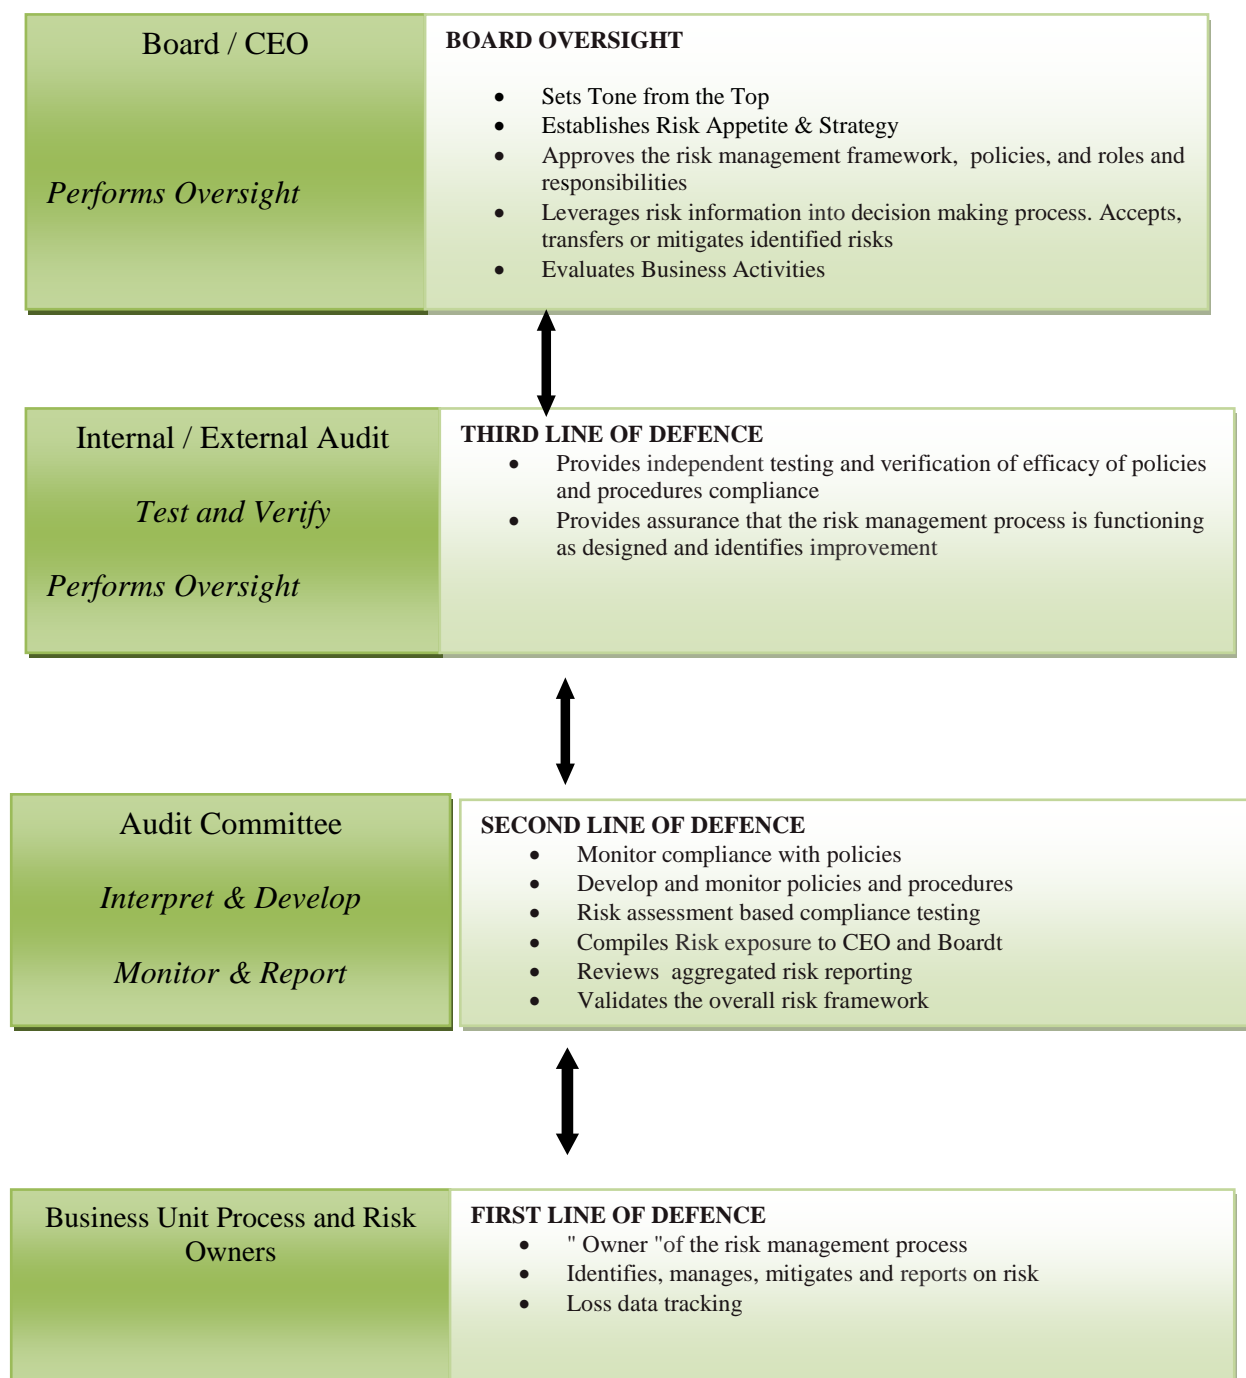 Board / CEO
Performs Oversight
BOARD OVERSIGHT
• Sets Tone from the Top
• Establishes Risk Appetite & Strategy
• Approves the risk management framework, policies, and roles and
responsibilities
• Leverages risk information into decision making process. Accepts,
transfers or mitigates identified risks
• Evaluates Business Activities
Internal / External Audit
Test and Verify
Performs Oversight
THIRD LINE OF DEFENCE
• Provides independent testing and verification of efficacy of policies
and procedures compliance
• Provides assurance that the risk management process is functioning
as designed and identifies improvement
Audit Committee
Interpret & Develop
Monitor & Report
SECOND LINE OF DEFENCE
• Monitor compliance with policies
• Develop and monitor policies and procedures
• Risk assessment based compliance testing
• Compiles Risk exposure to CEO and Boardt
• Reviews aggregated risk reporting
• Validates the overall risk framework
Business Unit Process and Risk
Owners
FIRST LINE OF DEFENCE
• " Owner "of the risk management process
• Identifies, manages, mitigates and reports on risk
• Loss data tracking